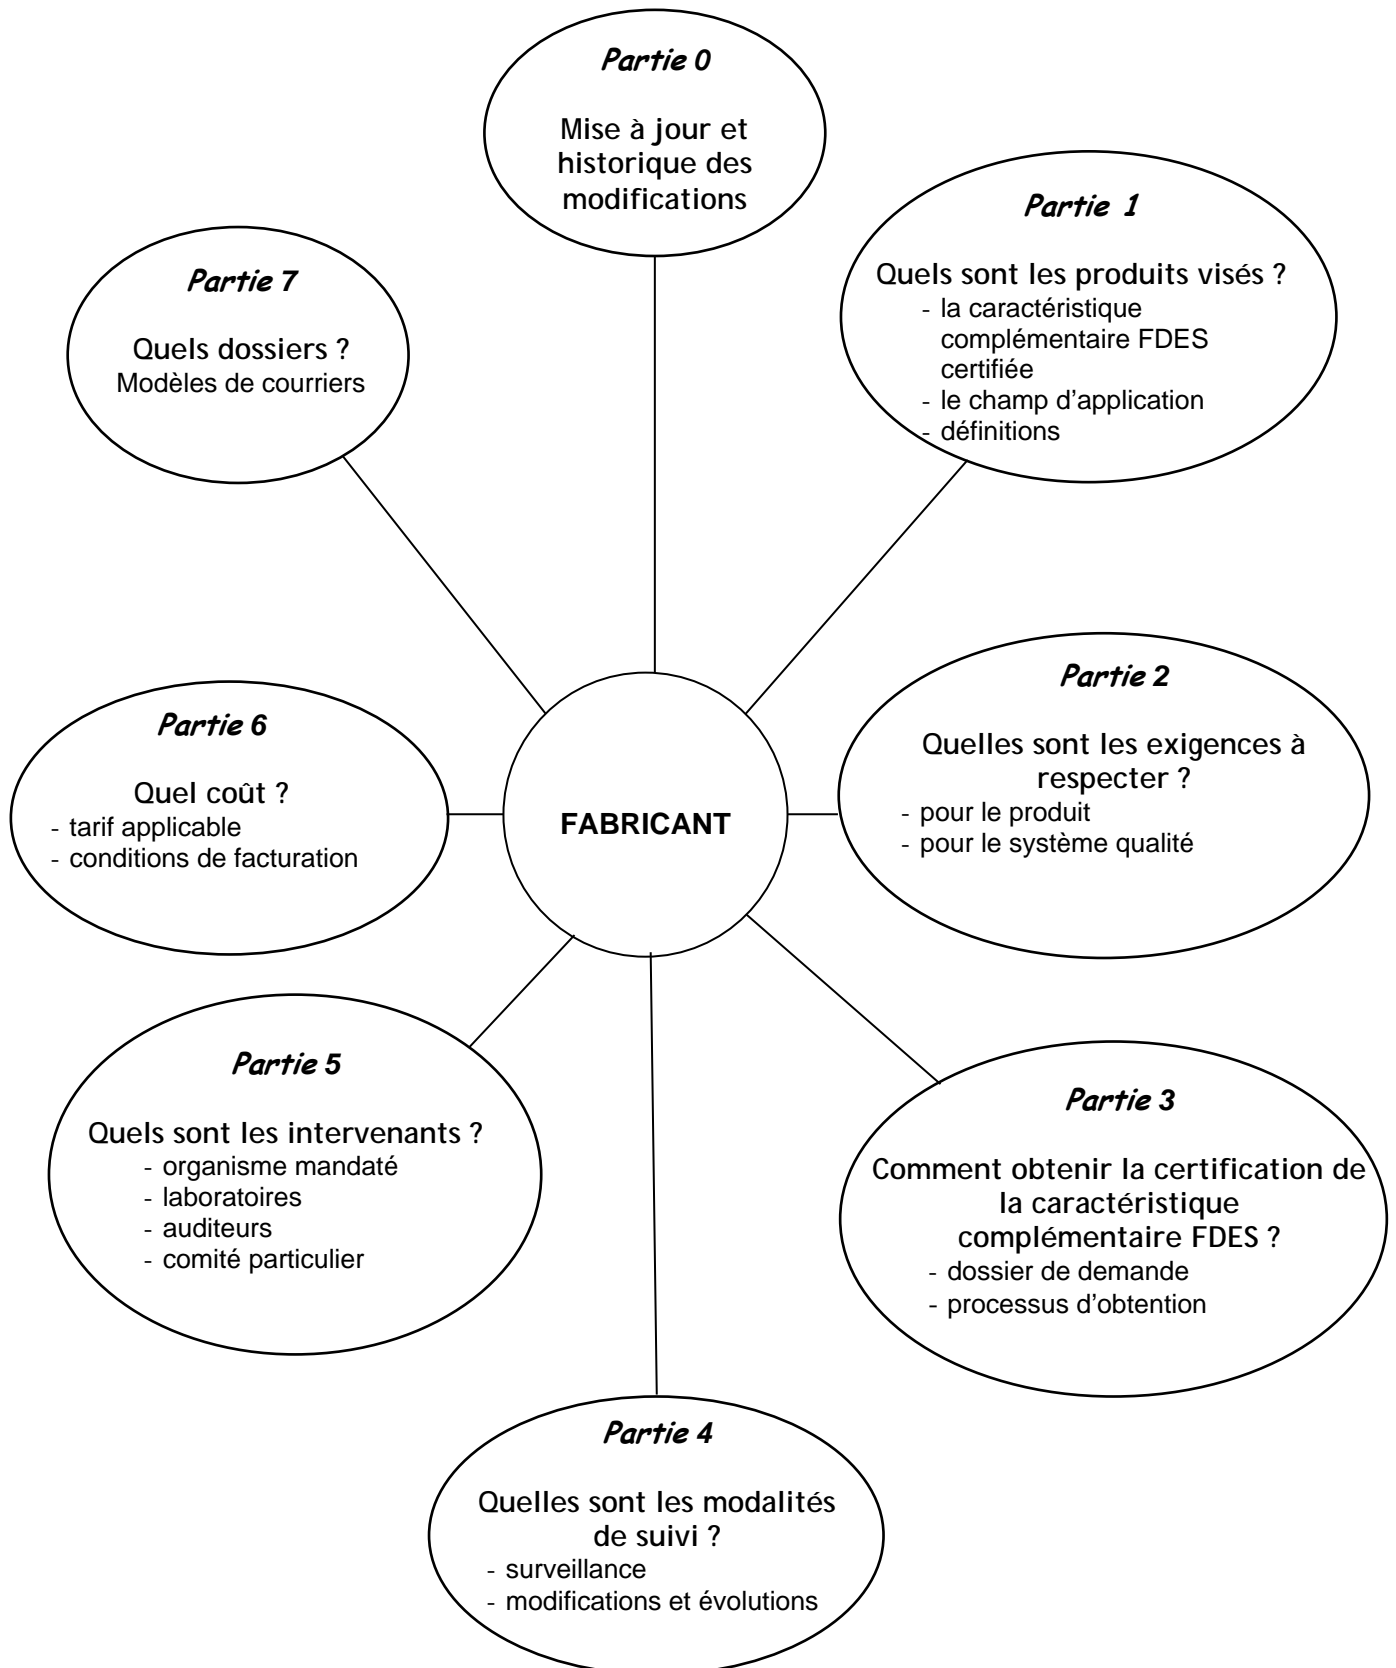 Partie 0
Mise à jour et
historique des
modifications
Partie 1
Quels sont les produits visés ?
- la caractéristique
complémentaire FDES
certifiée
- le champ d'application
- définitions
Partie 7
Quels dossiers ?
Modèles de courriers
Partie 2
Quelles sont les exigences à
respecter ?
- pour le produit
- pour le système qualité
Partie 6
Quel coût ?
- tarif applicable
- conditions de facturation
FABRICANT
Partie 5
Quels sont les intervenants ?
- organisme mandaté
- laboratoires
- auditeurs
- comité particulier
Partie 3
Comment obtenir la certification de
la caractéristique
complémentaire FDES ?
- dossier de demande
- processus d'obtention
Partie 4
Quelles sont les modalités
de suivi ?
- surveillance
- modifications et évolutions